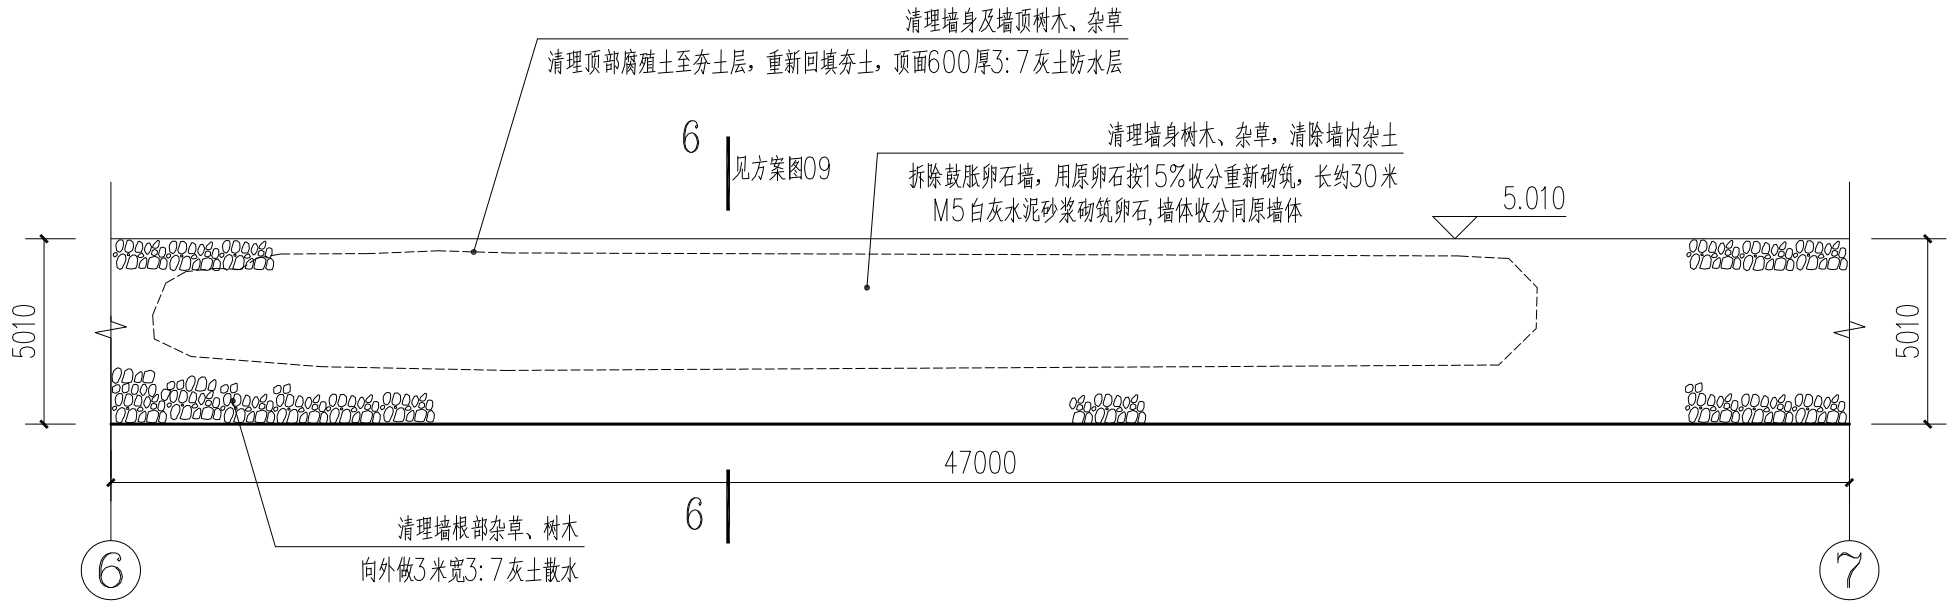 清理墙身及墙顶树木、杂草
清理顶部腐殖土至夯土层，重新回填夯土，顶面600厚3:7灰土防水层
6
见方案图09
清理墙身树木、杂草，清除墙内杂土
拆除鼓胀卵石墙，用原卵石按15%收分重新砌筑，长约30米
M5白灰水泥砂浆砌筑卵石,墙体收分同原墙体
5.010
5010
5010
47000
6
清理墙根部杂草、树木
向外做3米宽3:7灰土散水
6
7